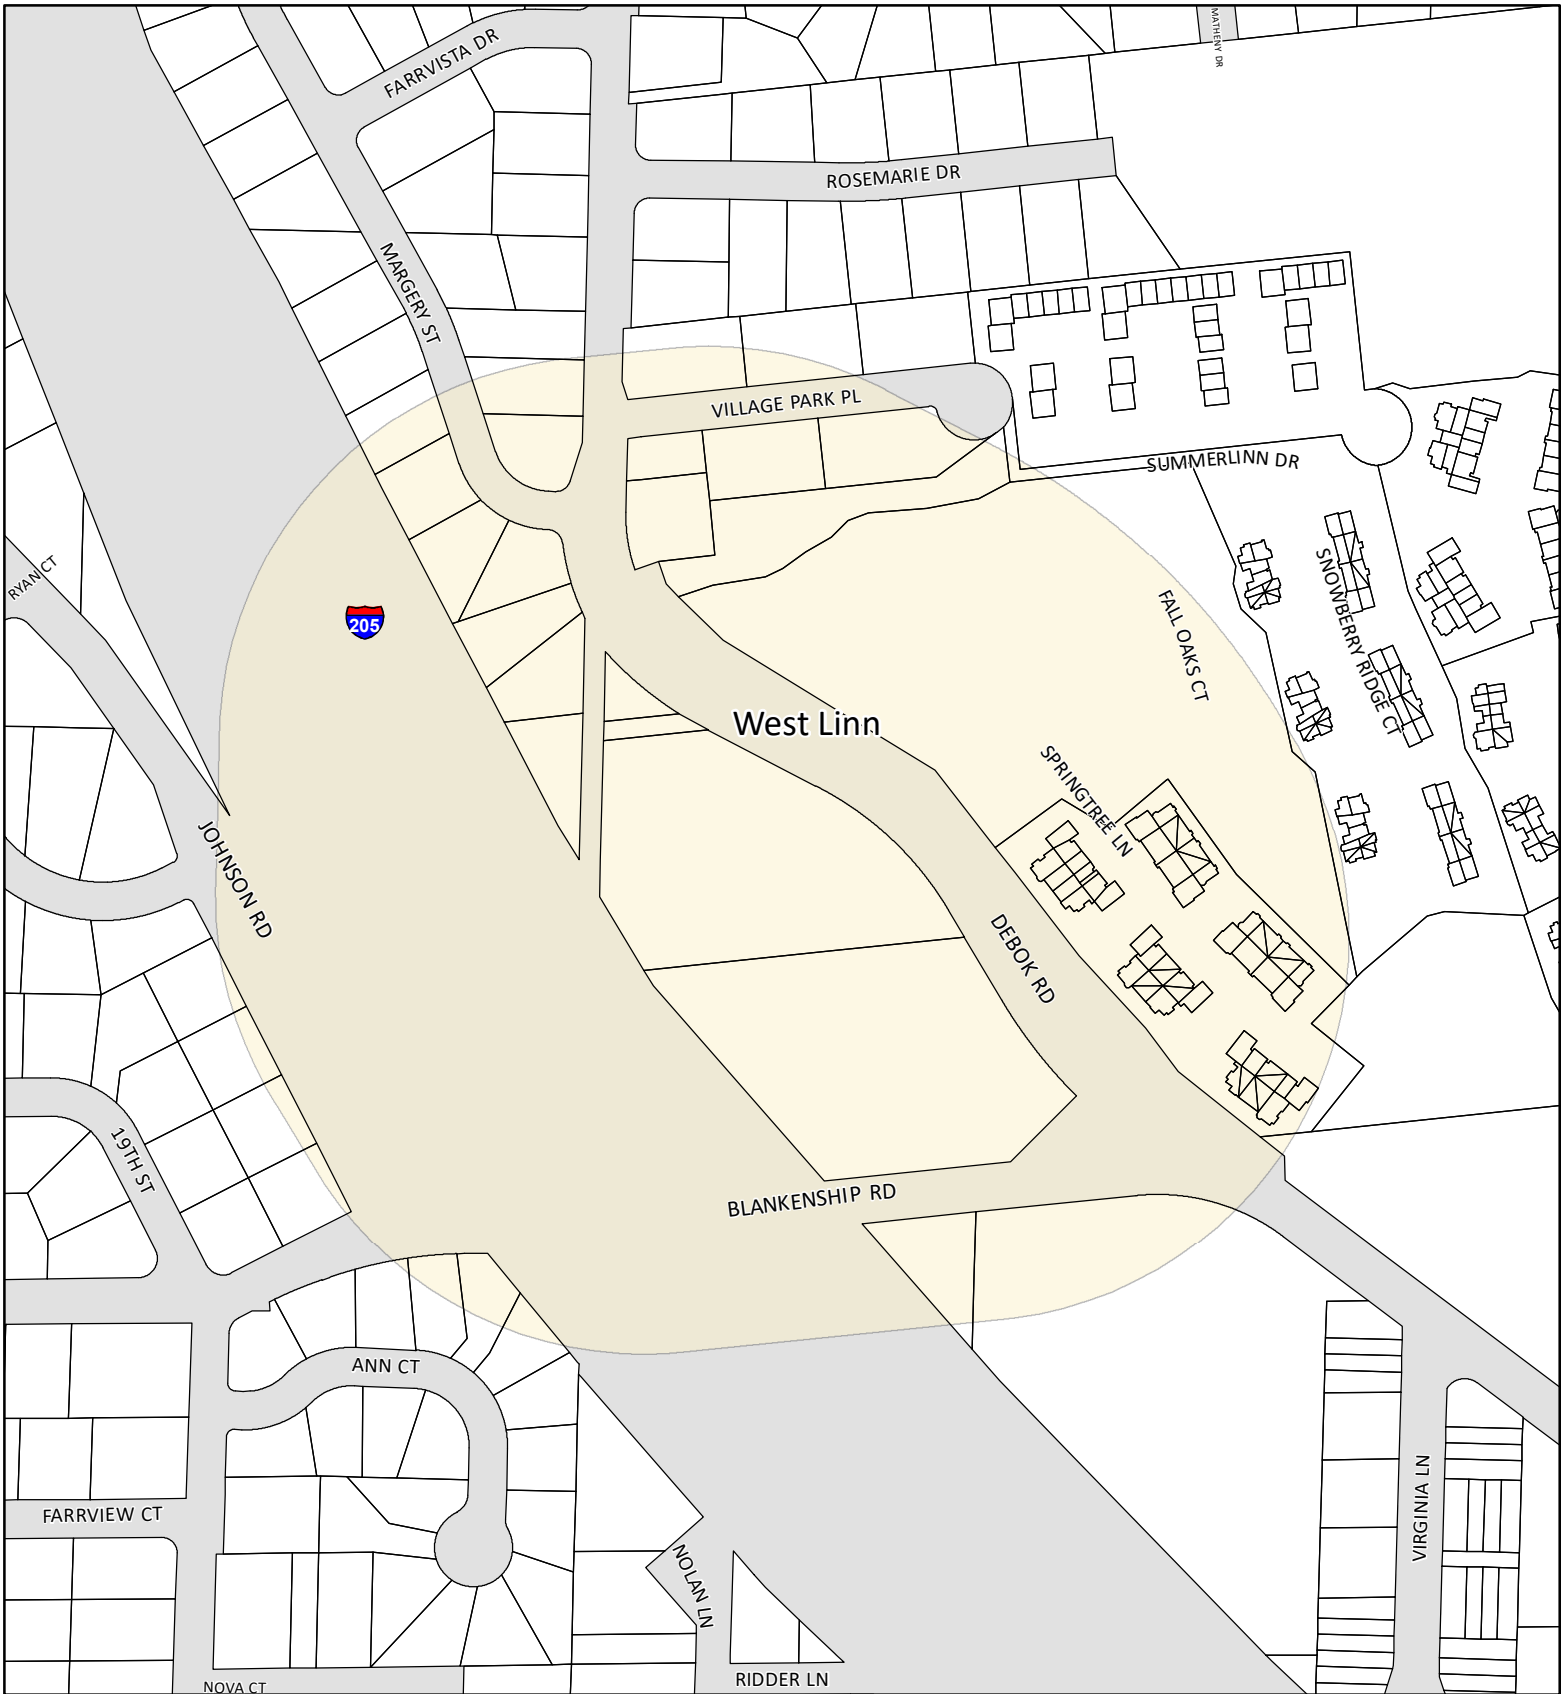 MATHENY DR
FARRVISTA DR
ROSEMARIE DR
MARGERY ST
VILLAGE PARK PL
SUMMERLINN DR
RYAN CT
205
SNOWBERRY RIDGE CT
FALL OAKS CT
West Linn
SPRINGTREE LN
JOHNSON RD
DEBOK RD
19TH ST
BLANKENSHIP RD
ANN CT
FARRVIEW CT
VIRGINIA LN
NOLAN LN
RIDDER LN
NOVA CT